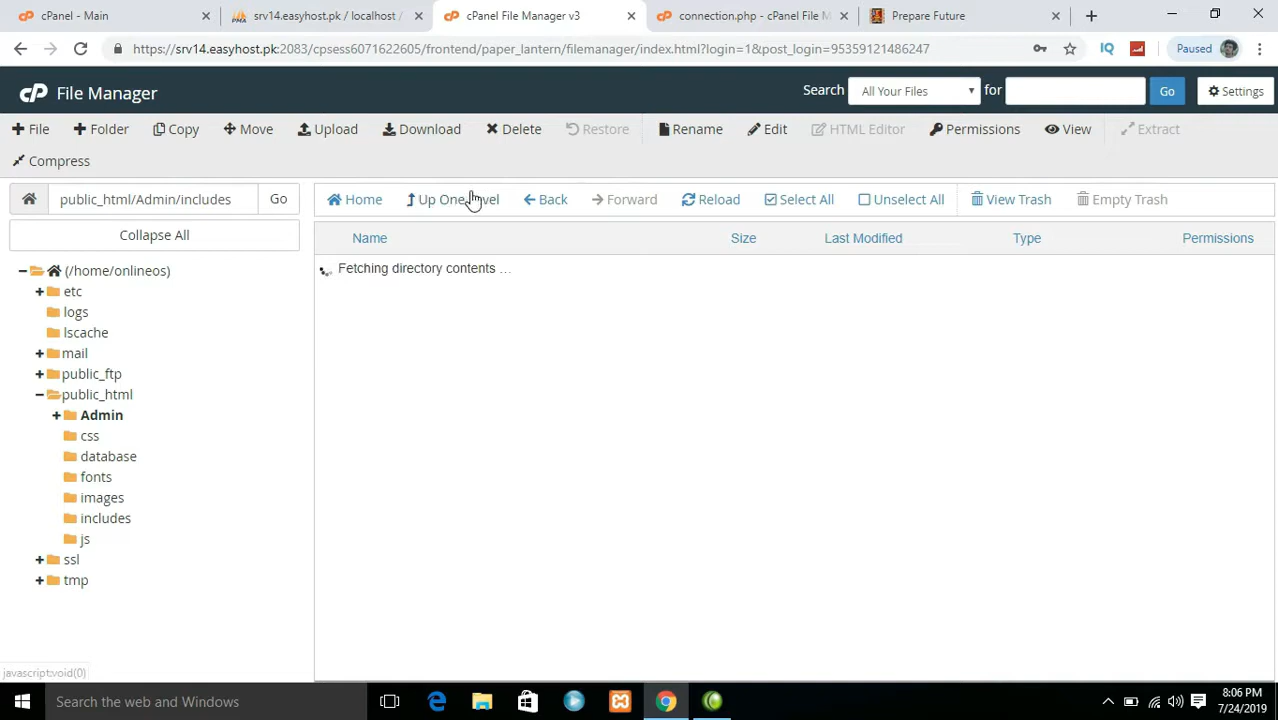 cPanel - Main
srv14.easyhost.pk / localhost /
cPanel File Manager v3
connection.php - cPanel File M
Prepare Future
https://srv14.easyhost.pk:2083/cpsess6071622605/frontend/paper_lantern/filemanager/index.html?login=1&post_login=95359121486247
IQ
Paused
cP File Manager
Search All Your Files for Go Settings
File Folder Copy Move Upload Download Delete Restore Rename Edit HTML Editor Permissions View Extract
Compress
public_html/Admin/includes Go
Home Up One Level Back Forward Reload Select All Unselect All View Trash Empty Trash
Collapse All
Name Size Last Modified Type Permissions
Fetching directory contents ...
(/home/onlineos)
etc
logs
lscache
mail
public_ftp
public_html
Admin
css
database
fonts
images
includes
js
ssl
tmp
javascript:void(0)
Search the web and Windows
8:06 PM
7/24/2019